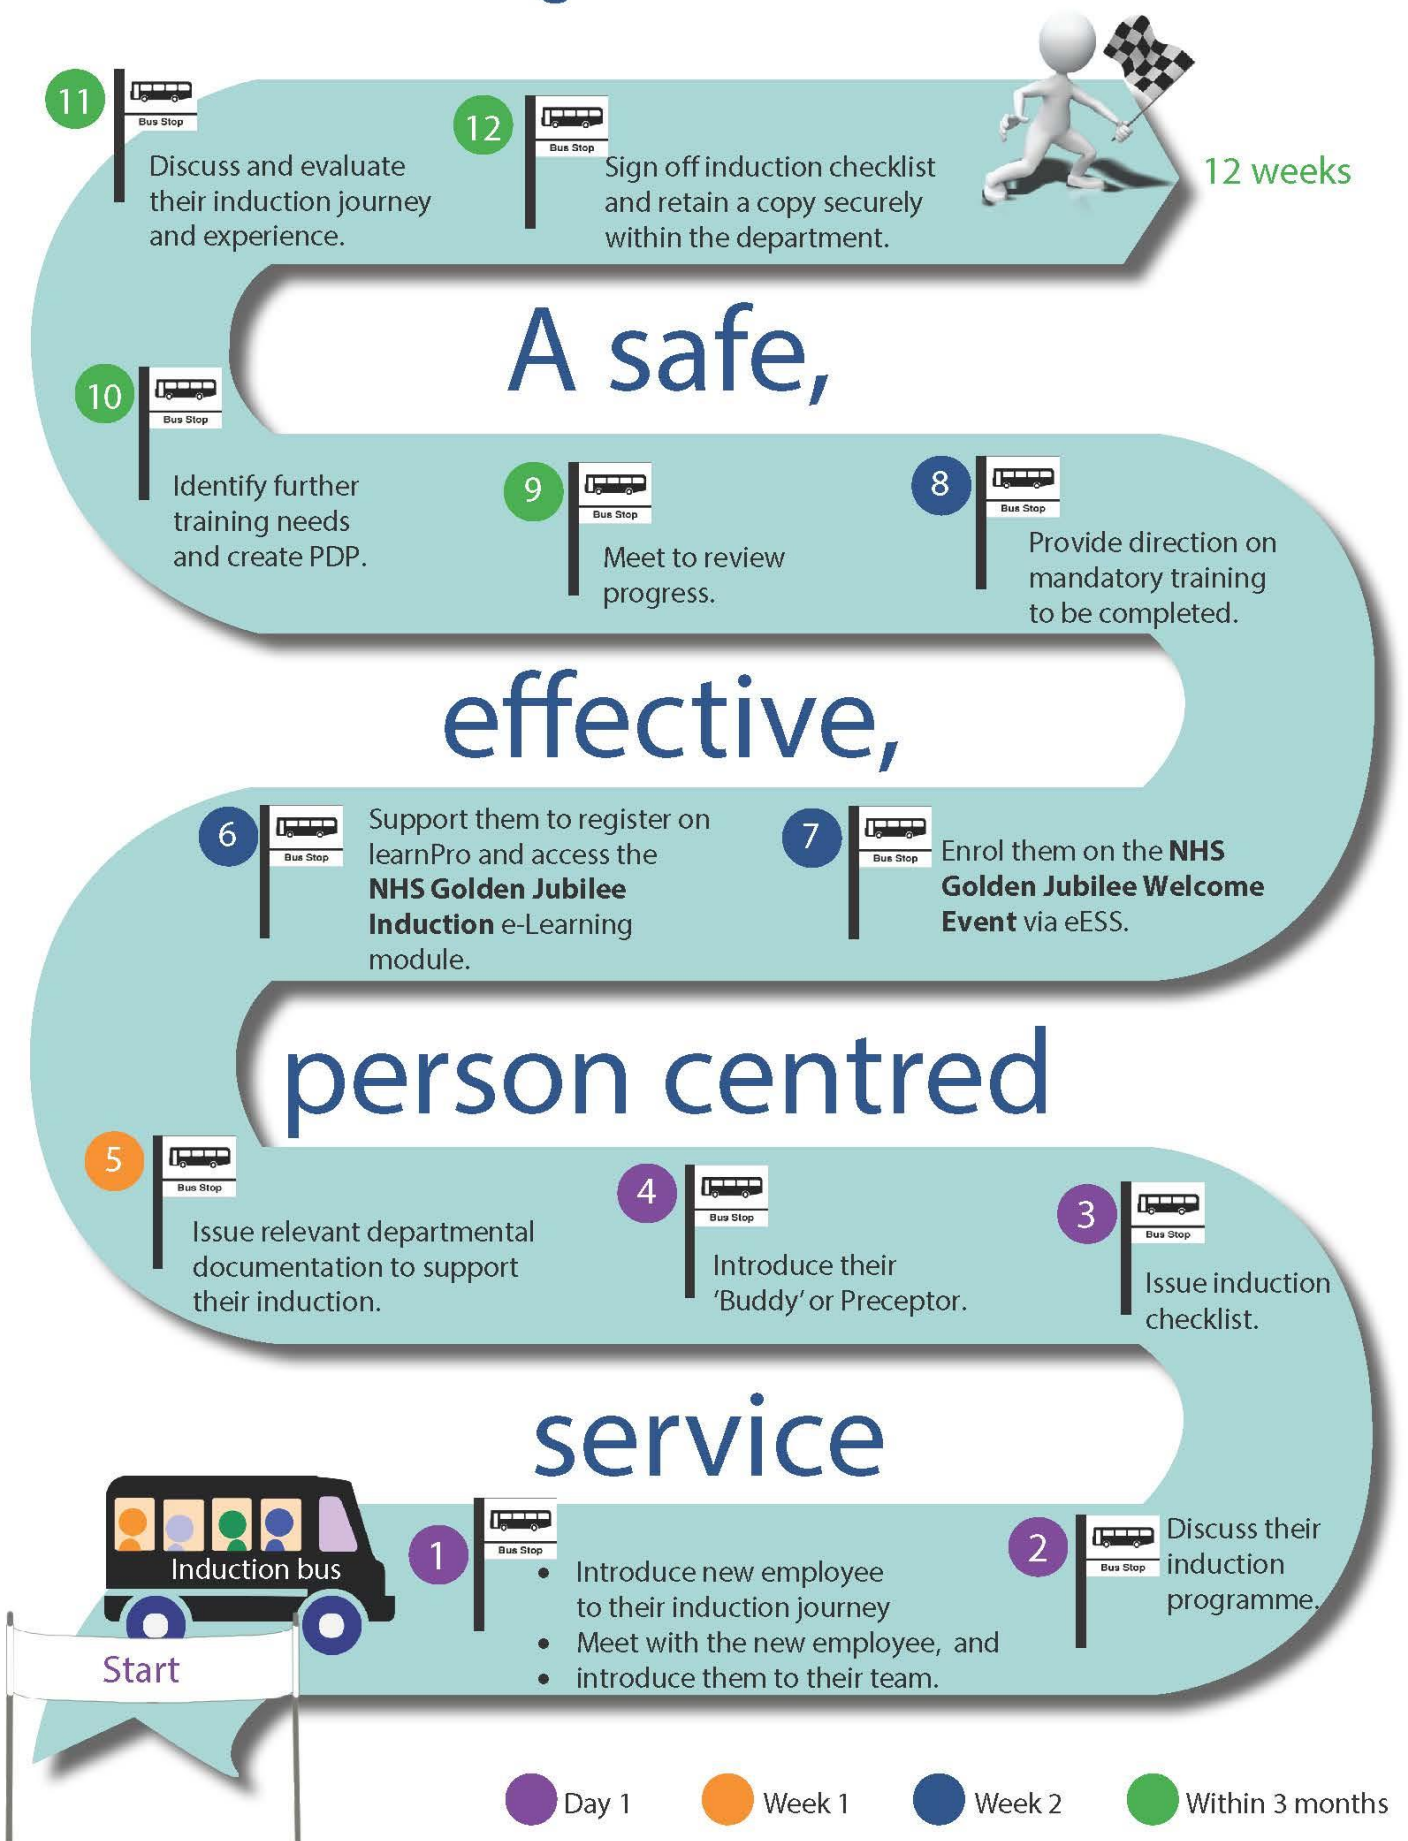 11
Bus Stop
Discuss and evaluate
their induction journey
and experience.
12
Bus Stop
Sign off induction checklist
and retain a copy securely
within the department.
12 weeks
A safe,
10
Bus Stop
Identify further
training needs
and create PDP.
9
Bus Stop
Meet to review
progress.
8
Bus Stop
Provide direction on
mandatory training
to be completed.
effective,
6
Bus Stop
Support them to register on
learnPro and access the
NHS Golden Jubilee
Induction e-Learning
module.
7
Bus Stop
Enrol them on the NHS
Golden Jubilee Welcome
Event via eESS.
person centred
5
Bus Stop
Issue relevant departmental
documentation to support
their induction.
4
Bus Stop
Introduce their
‘Buddy’ or Preceptor.
3
Bus Stop
Issue induction
checklist.
service
Induction bus
Start
1
Bus Stop
• Introduce new employee
to their induction journey
• Meet with the new employee, and
• introduce them to their team.
2
Bus Stop
Discuss their
induction
programme.
Day 1
Week 1
Week 2
Within 3 months